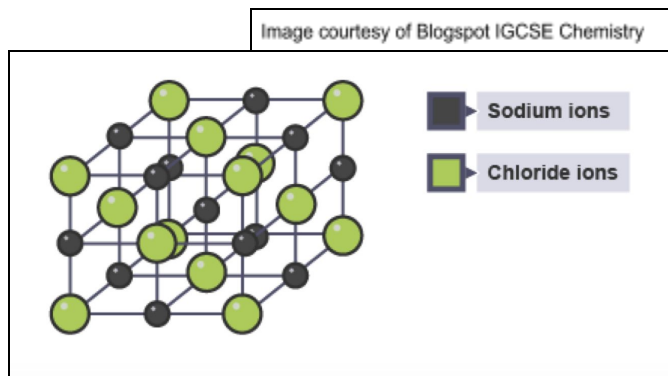 Image courtesy of Blogspot IGCSE Chemistry
Sodium ions
Chloride ions